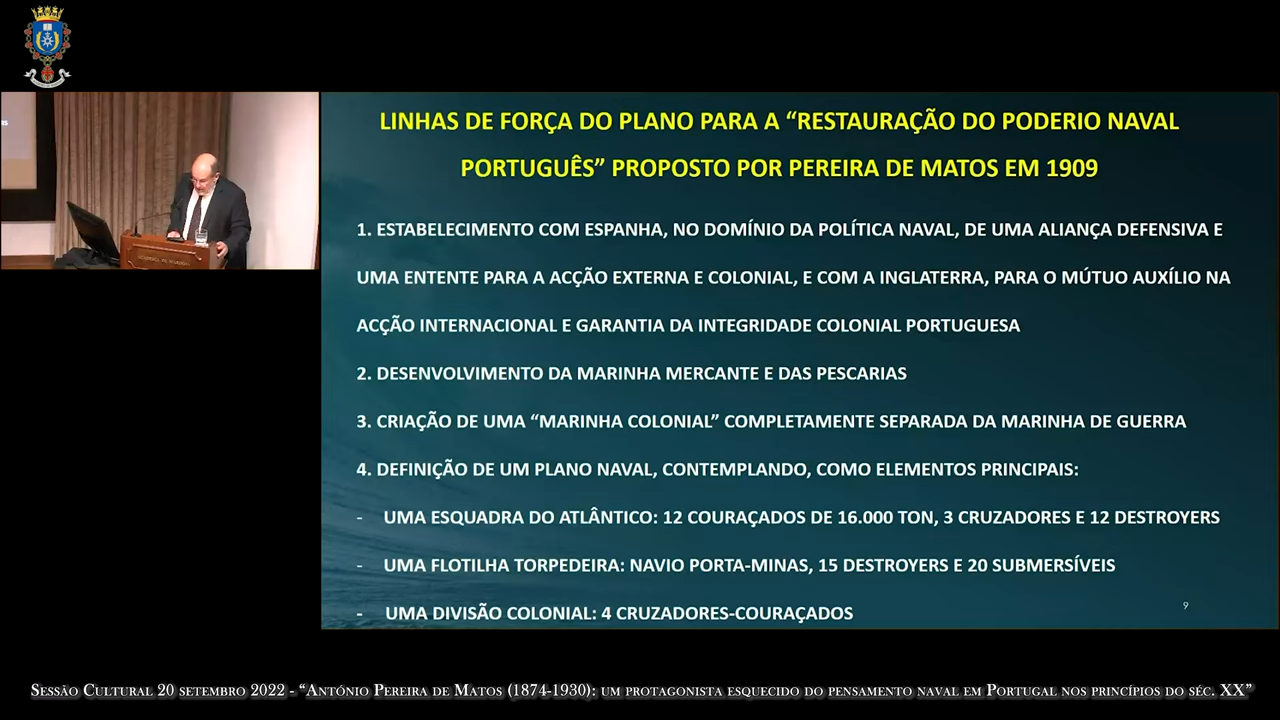 LINHAS DE FORÇA DO PLANO PARA A “RESTAURAÇÃO DO PODERIO NAVAL
PORTUGUÊS” PROPOSTO POR PEREIRA DE MATOS EM 1909
1. ESTABELECIMENTO COM ESPANHA, NO DOMÍNIO DA POLÍTICA NAVAL, DE UMA ALIANÇA DEFENSIVA E
UMA ENTENTE PARA A ACÇÃO EXTERNA E COLONIAL, E COM A INGLATERRA, PARA O MÚTUO AUXÍLIO NA
ACÇÃO INTERNACIONAL E GARANTIA DA INTEGRIDADE COLONIAL PORTUGUESA
2. DESENVOLVIMENTO DA MARINHA MERCANTE E DAS PESCARIAS
3. CRIAÇÃO DE UMA “MARINHA COLONIAL” COMPLETAMENTE SEPARADA DA MARINHA DE GUERRA
4. DEFINIÇÃO DE UM PLANO NAVAL, CONTEMPLANDO, COMO ELEMENTOS PRINCIPAIS:
- UMA ESQUADRA DO ATLÂNTICO: 12 COURAÇADOS DE 16.000 TON, 3 CRUZADORES E 12 DESTROYERS
- UMA FLOTILHA TORPEDEIRA: NAVIO PORTA-MINAS, 15 DESTROYERS E 20 SUBMERSÍVEIS
- UMA DIVISÃO COLONIAL: 4 CRUZADORES-COURAÇADOS
9
Sessão Cultural 20 setembro 2022 - “António Pereira de Matos (1874-1930): um protagonista esquecido do pensamento naval em Portugal nos princípios do séc. XX”